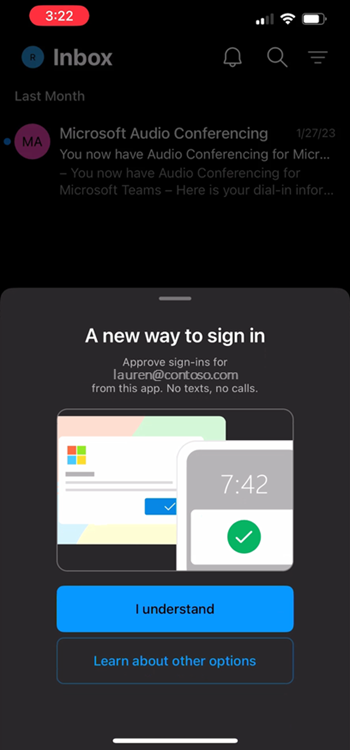 3:22
R
Inbox
Last Month
MA
Microsoft Audio Conferencing
1/27/23
You now have Audio Conferencing for Micr...
– You now have Audio Conferencing for
Microsoft Teams – Here is your dial-in infor...
A new way to sign in
Approve sign-ins for
lauren@contoso.com
from this app. No texts, no calls.
7:42
I understand
Learn about other options